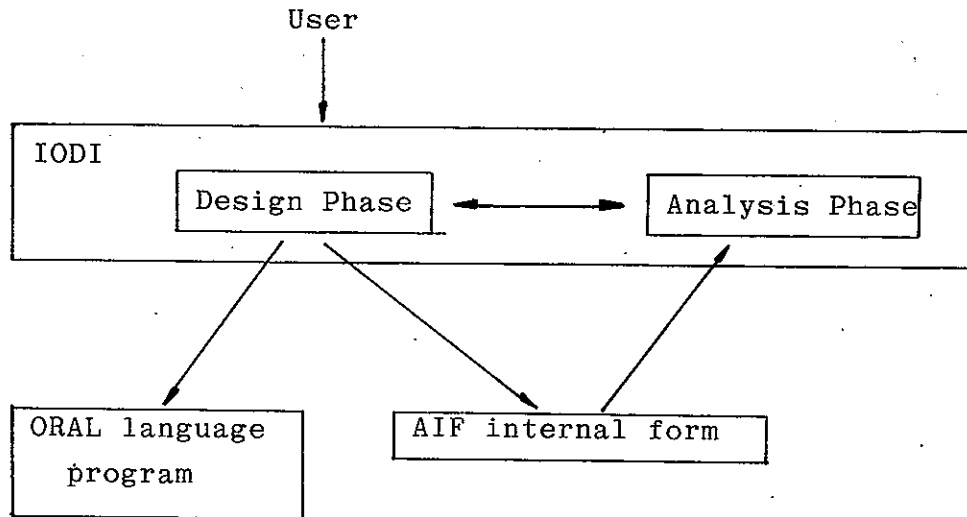 User
IODI
Design Phase
Analysis Phase
ORAL language
program
AIF internal form